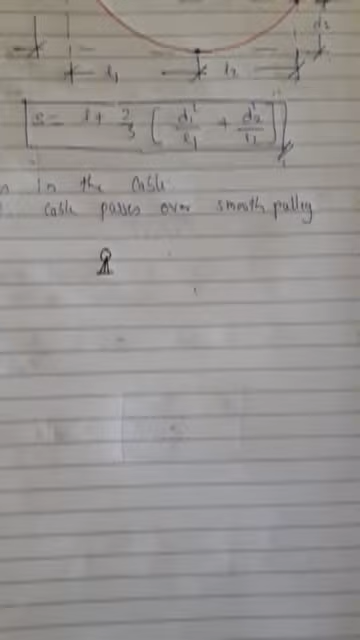 d₂
l₁ l₂
s = l + 2/3 [ d₁²/l₁ + d₂²/l₂ ]
in the cable
cable passes over smooth pulley